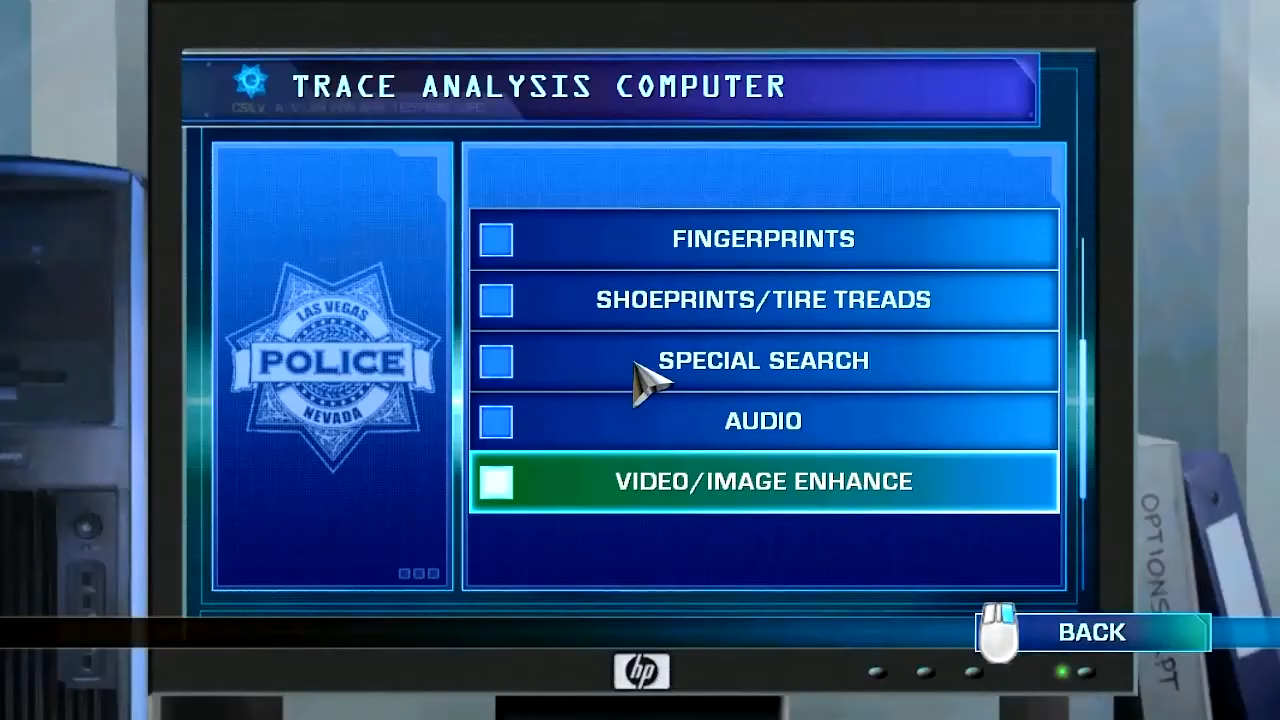 TRACE ANALYSIS COMPUTER
LAS VEGAS
POLICE
NEVADA
FINGERPRINTS
SHOEPRINTS/TIRE TREADS
SPECIAL SEARCH
AUDIO
VIDEO/IMAGE ENHANCE
BACK
hp
OPTIONS